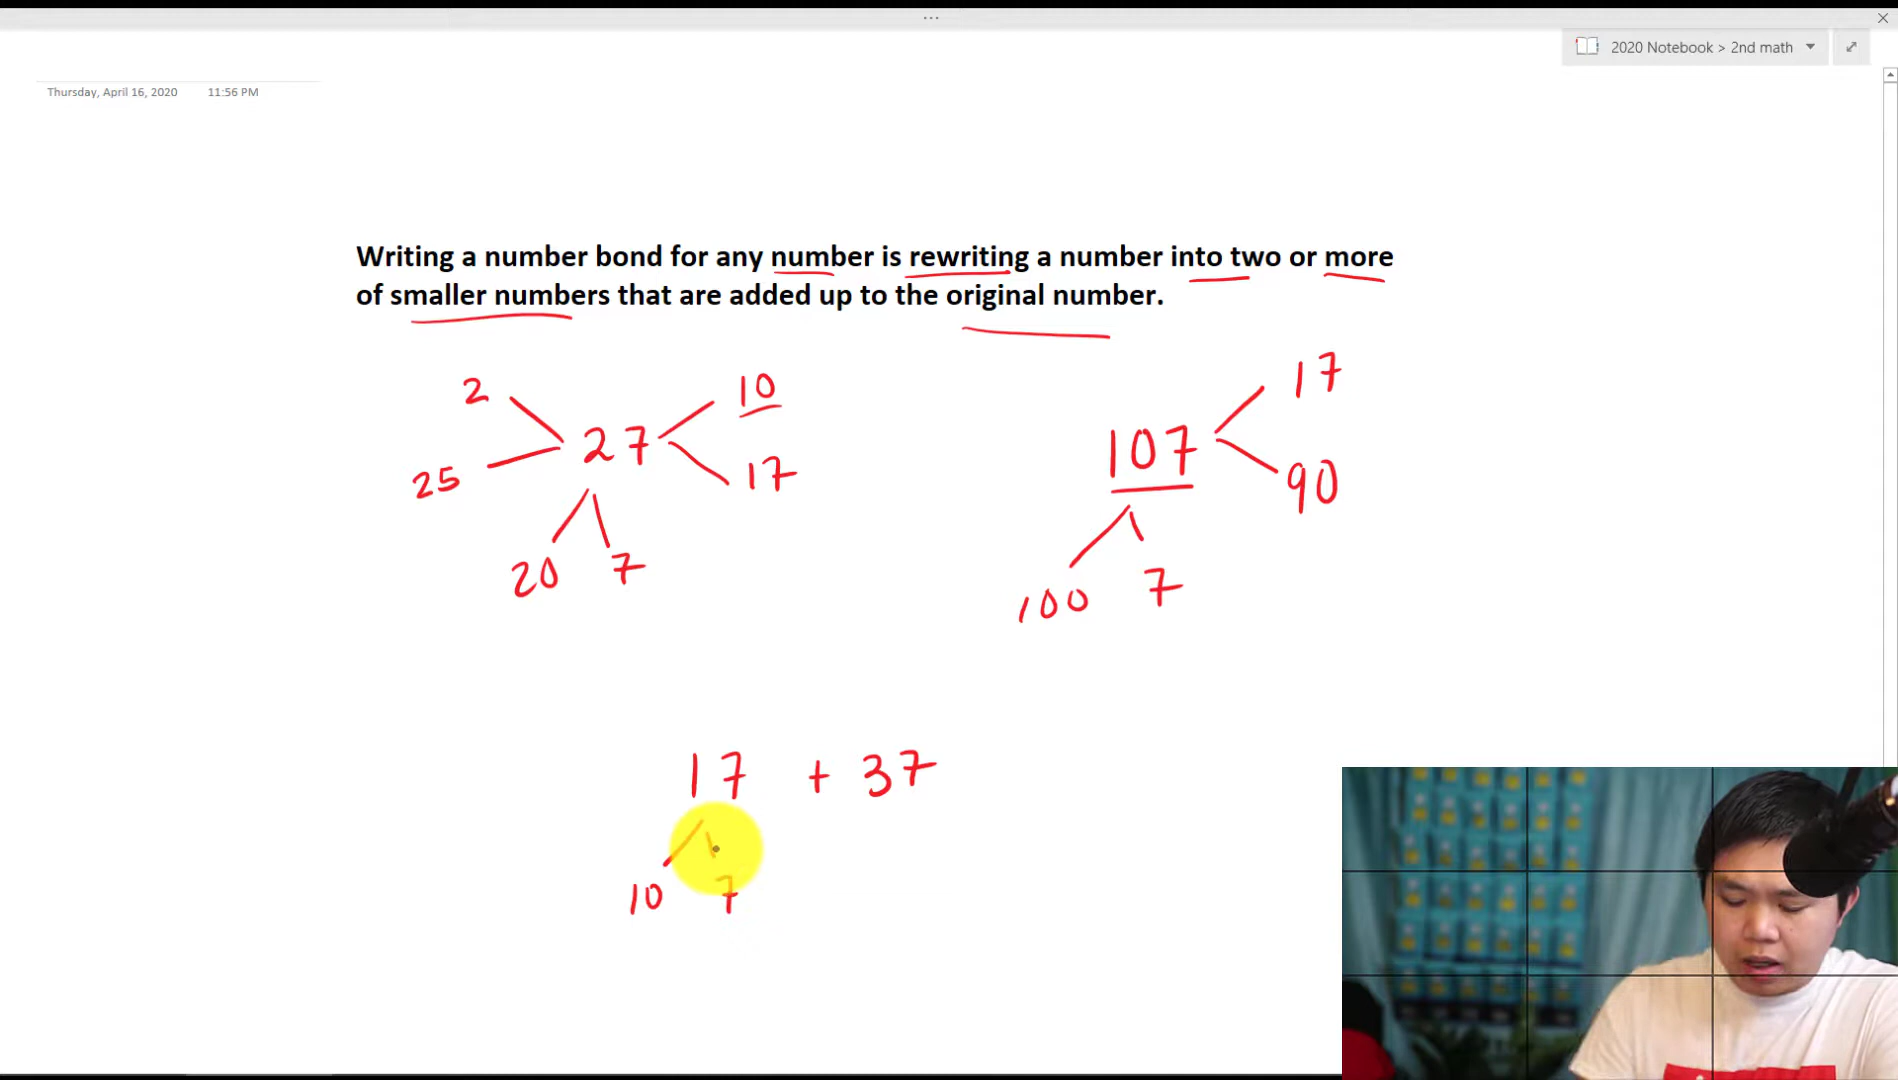 ...
2020 Notebook > 2nd math
Thursday, April 16, 2020 11:56 PM
Writing a number bond for any number is rewriting a number into two or more
of smaller numbers that are added up to the original number.
2 10 17
27 107
25 17 90
20 7 100 7
17 + 37
10 7